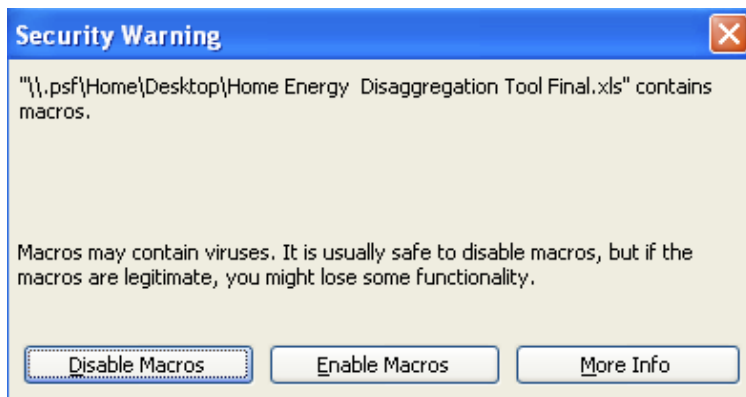 Security Warning
"\\.psf\Home\Desktop\Home Energy  Disaggregation Tool Final.xls" contains
macros.
Macros may contain viruses. It is usually safe to disable macros, but if the
macros are legitimate, you might lose some functionality.
Disable Macros
Enable Macros
More Info